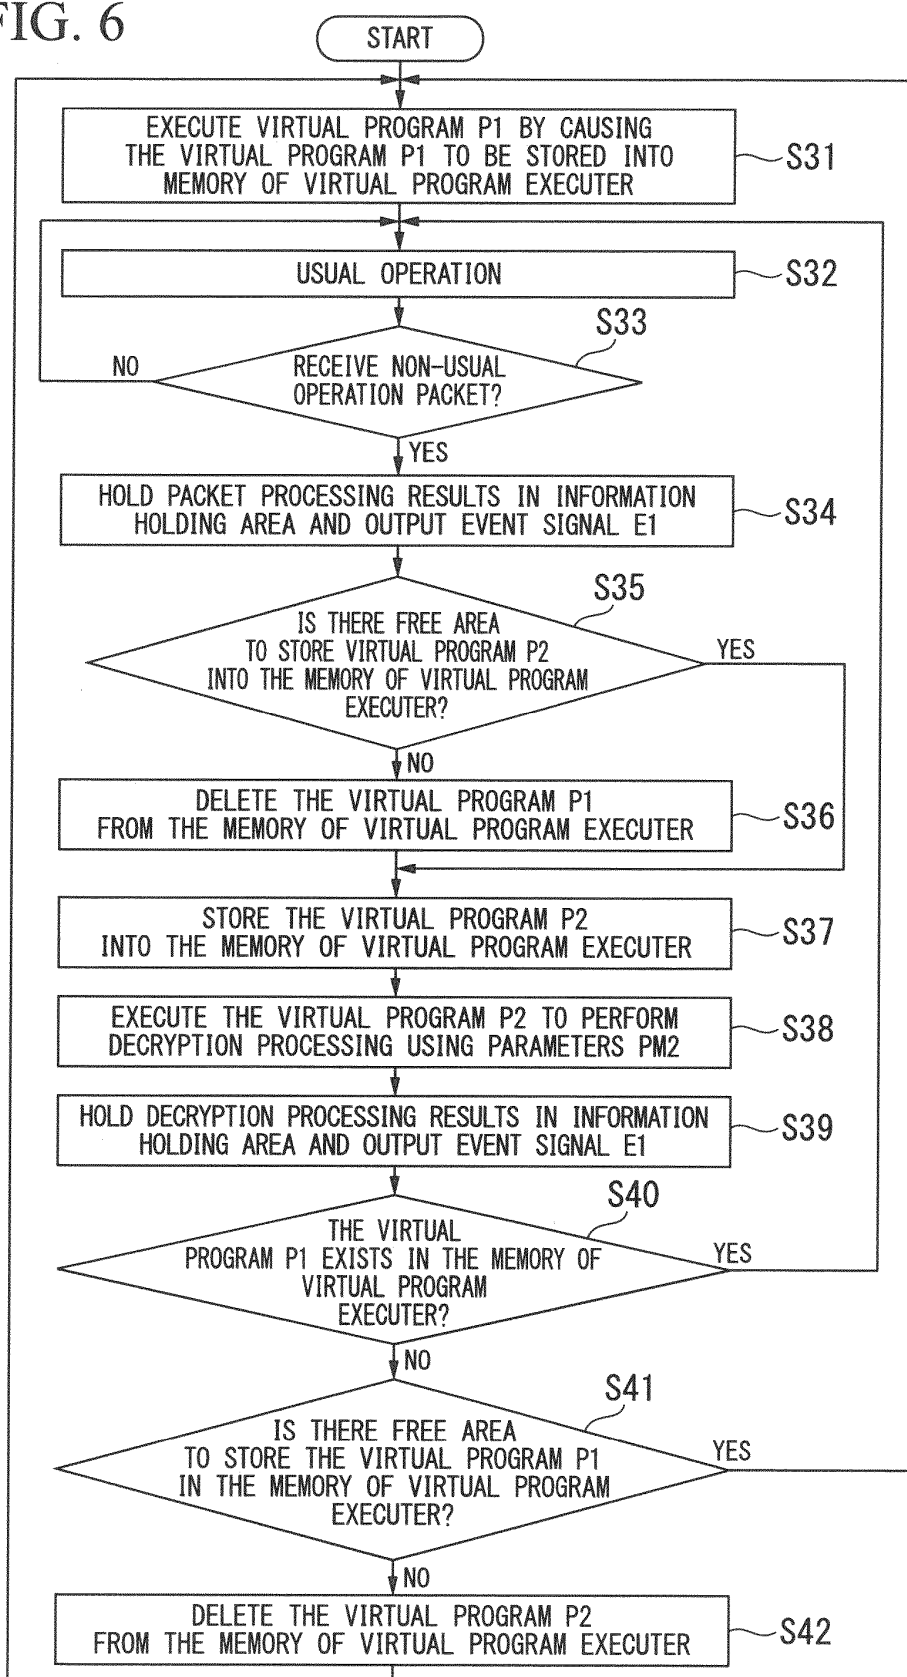 FIG. 6
START
EXECUTE VIRTUAL PROGRAM P1 BY CAUSING
THE VIRTUAL PROGRAM P1 TO BE STORED INTO
MEMORY OF VIRTUAL PROGRAM EXECUTER
S31
USUAL OPERATION
S32
S33
RECEIVE NON-USUAL
OPERATION PACKET?
NO
YES
HOLD PACKET PROCESSING RESULTS IN INFORMATION
HOLDING AREA AND OUTPUT EVENT SIGNAL E1
S34
S35
IS THERE FREE AREA
TO STORE VIRTUAL PROGRAM P2
INTO THE MEMORY OF VIRTUAL PROGRAM
EXECUTER?
YES
NO
DELETE THE VIRTUAL PROGRAM P1
FROM THE MEMORY OF VIRTUAL PROGRAM EXECUTER
S36
STORE THE VIRTUAL PROGRAM P2
INTO THE MEMORY OF VIRTUAL PROGRAM EXECUTER
S37
EXECUTE THE VIRTUAL PROGRAM P2 TO PERFORM
DECRYPTION PROCESSING USING PARAMETERS PM2
S38
HOLD DECRYPTION PROCESSING RESULTS IN INFORMATION
HOLDING AREA AND OUTPUT EVENT SIGNAL E1
S39
S40
THE VIRTUAL
PROGRAM P1 EXISTS IN THE MEMORY OF
VIRTUAL PROGRAM
EXECUTER?
YES
NO
S41
IS THERE FREE AREA
TO STORE THE VIRTUAL PROGRAM P1
IN THE MEMORY OF VIRTUAL PROGRAM
EXECUTER?
YES
NO
DELETE THE VIRTUAL PROGRAM P2
FROM THE MEMORY OF VIRTUAL PROGRAM EXECUTER
S42